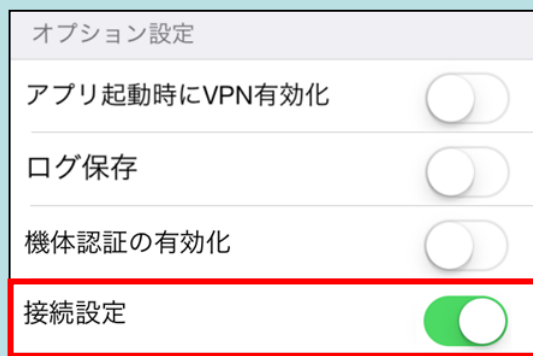 オプション設定
アプリ起動時にVPN有効化
ログ保存
機体認証の有効化
接続設定